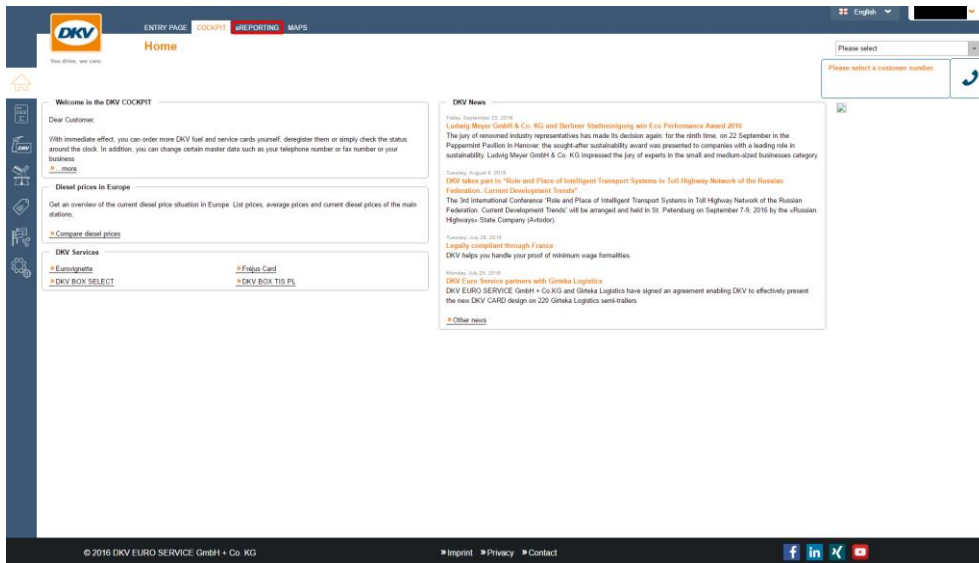 English
DKV
You drive, we care.
ENTRY PAGE COCKPIT eREPORTING MAPS
Home
Please select
Please select a customer number.
Welcome in the DKV COCKPIT
Dear Customer,
With immediate effect, you can order more DKV fuel and service cards yourself, deregister them or simply check the status
around the clock. In addition, you can change certain master data such as your telephone number or fax number or your
business
» ...more
Diesel prices in Europe
Get an overview of the current diesel price situation in Europe. List prices, average prices and current diesel prices of the main
stations.
» Compare diesel prices
DKV Services
» Eurovignette » Fréjus Card
» DKV BOX SELECT » DKV BOX TIS PL
DKV News
Friday, September 23, 2016
Ludwig Meyer GmbH & Co. KG and Berliner Stadtreinigung win Eco Performance Award 2016
The jury of renowned industry representatives has made its decision again: for the ninth time, on 22 September in the
Peppermint Pavilion in Hanover, the sought-after sustainability award was presented to companies with a leading role in
sustainability. Ludwig Meyer GmbH & Co. KG impressed the jury of experts in the small and medium-sized businesses category.
Tuesday, August 9, 2016
DKV takes part in "Role and Place of Intelligent Transport Systems in Toll Highway Network of the Russian
Federation. Current Development Trends"
The 3rd International Conference 'Role and Place of Intelligent Transport Systems in Toll Highway Network of the Russian
Federation. Current Development Trends' will be arranged and held in St. Petersburg on September 7-9, 2016 by the «Russian
Highways» State Company (Avtodor).
Tuesday, July 26, 2016
Legally compliant through France
DKV helps you handle your proof of minimum wage formalities.
Monday, July 25, 2016
DKV Euro Service partners with Girteka Logistics
DKV EURO SERVICE GmbH + Co.KG and Girteka Logistics have signed an agreement enabling DKV to effectively present
the new DKV CARD design on 220 Girteka Logistics semi-trailers.
» Other news
© 2016 DKV EURO SERVICE GmbH + Co. KG
» Imprint » Privacy » Contact